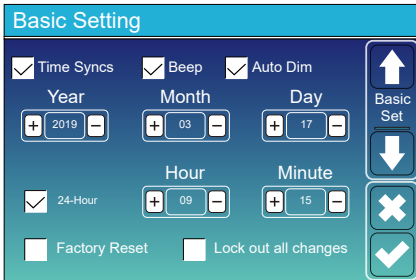 Basic Setting
Time Syncs Beep Auto Dim
Year Month Day
+ 2019 − + 03 − + 17 −
Basic
Set
Hour Minute
24-Hour + 09 − + 15 −
Factory Reset Lock out all changes